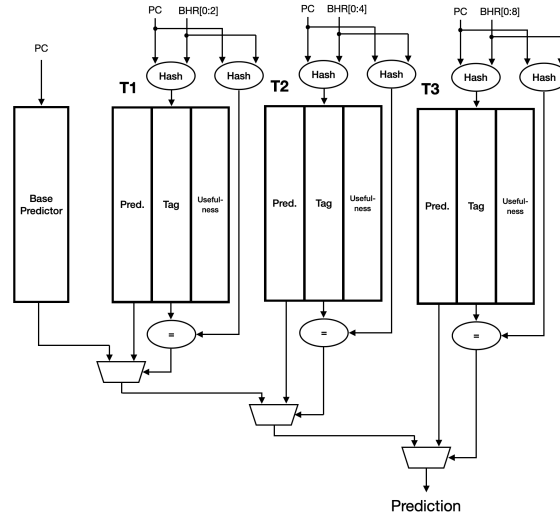 PC BHR[0:2]
PC BHR[0:4]
PC BHR[0:8]
PC
Hash Hash
T1
Hash Hash
T2
Hash Hash
T3
Base
Predictor
Pred. Tag Useful-
ness
Pred. Tag Useful-
ness
Pred. Tag Useful-
ness
=
=
=
Prediction